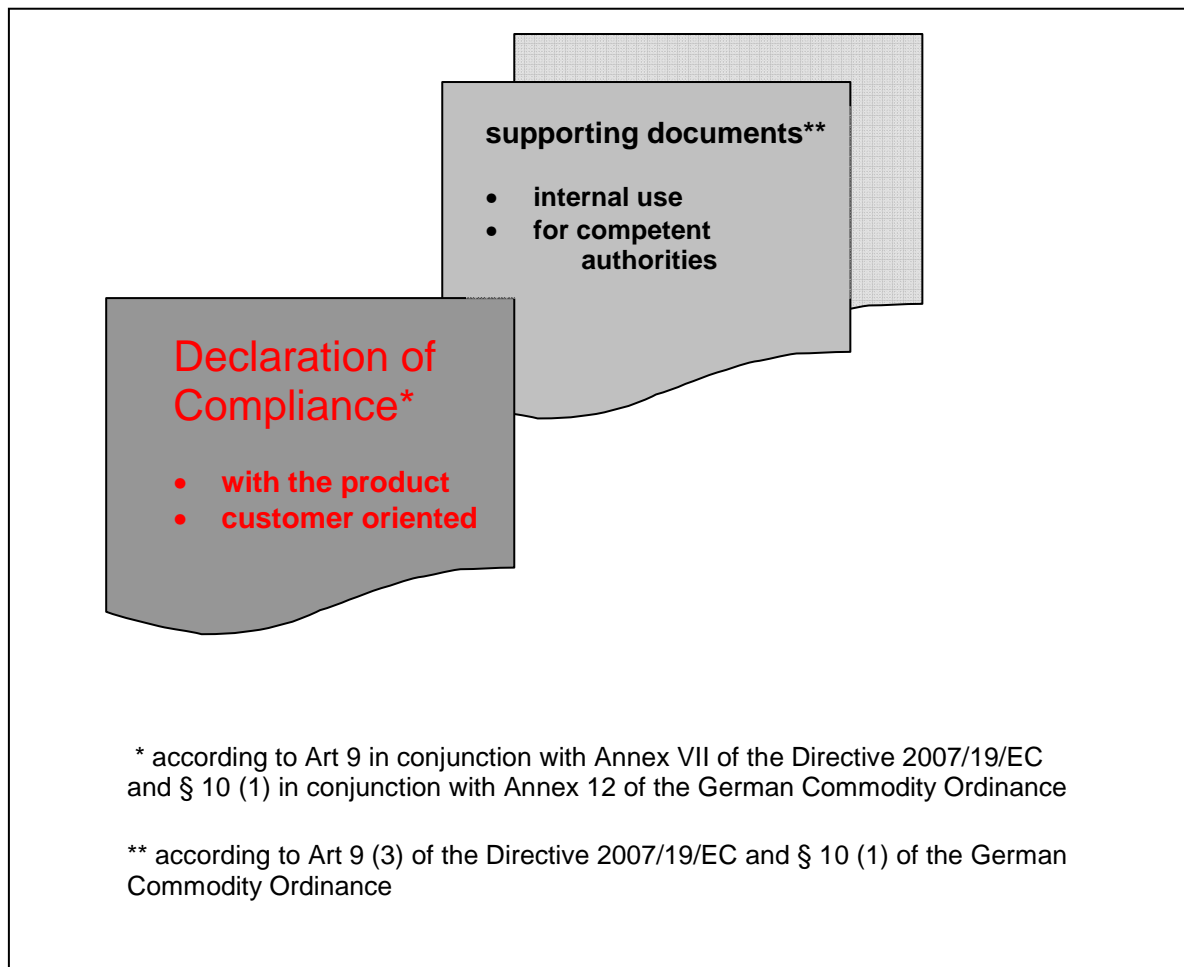 supporting documents**
• internal use
• for competent
authorities
Declaration of
Compliance*
• with the product
• customer oriented
* according to Art 9 in conjunction with Annex VII of the Directive 2007/19/EC
and § 10 (1) in conjunction with Annex 12 of the German Commodity Ordinance
** according to Art 9 (3) of the Directive 2007/19/EC and § 10 (1) of the German
Commodity Ordinance